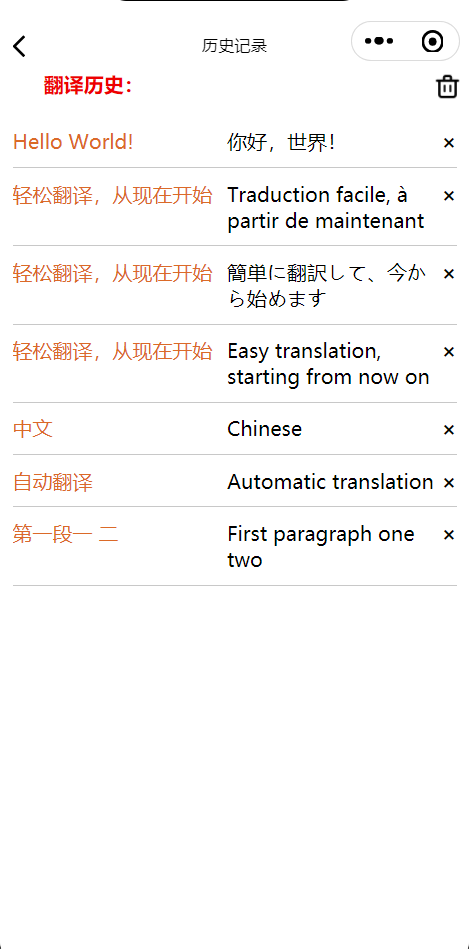 历史记录
翻译历史：
Hello World!
你好，世界！
×
轻松翻译，从现在开始
Traduction facile, à
partir de maintenant
×
轻松翻译，从现在开始
簡単に翻訳して、今か
ら始めます
×
轻松翻译，从现在开始
Easy translation,
starting from now on
×
中文
Chinese
×
自动翻译
Automatic translation
×
第一段一 二
First paragraph one
two
×